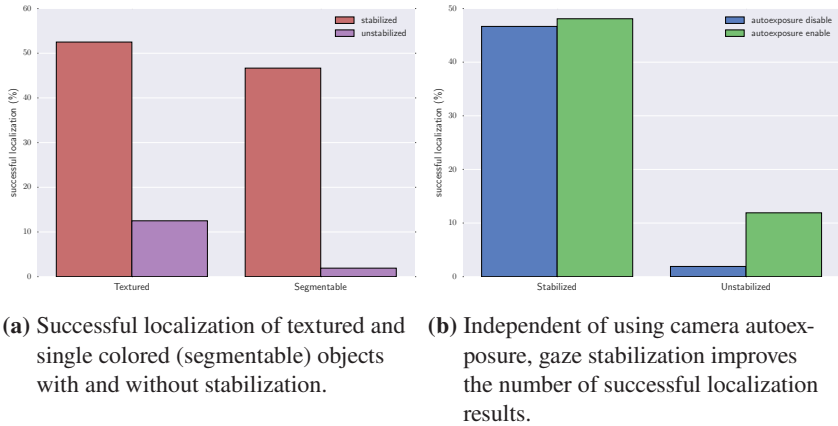 60
50
40
30
20
10
0
successful localization (%)
stabilized
unstabilized
Textured
Segmentable
50
40
30
20
10
0
successful localization (%)
autoexposure disable
autoexposure enable
Stabilized
Unstabilized
(a) Successful localization of textured and
single colored (segmentable) objects
with and without stabilization.
(b) Independent of using camera autoex-
posure, gaze stabilization improves
the number of successful localization
results.